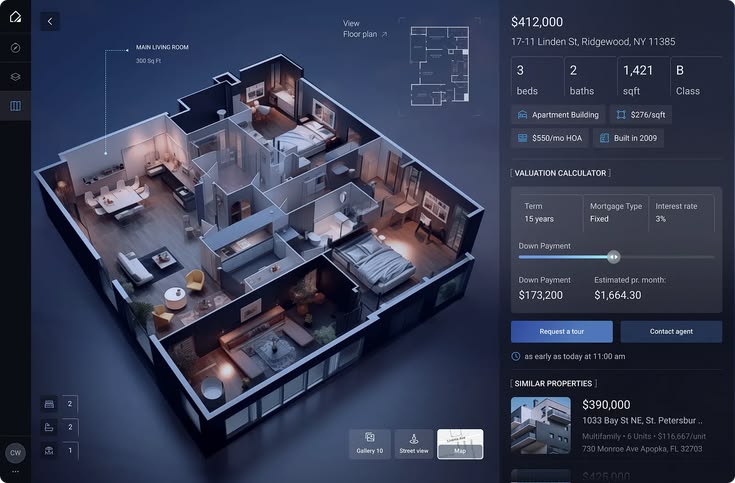 View
Floor plan
MAIN LIVING ROOM
300 Sq Ft
2
2
1
Gallery 10
Street view
Map
CW
$412,000
17-11 Linden St, Ridgewood, NY 11385
3
beds
2
baths
1,421
sqft
B
Class
Apartment Building
$276/sqft
$550/mo HOA
Built in 2009
[ VALUATION CALCULATOR ]
Term
15 years
Mortgage Type
Fixed
Interest rate
3%
Down Payment
Down Payment
$173,200
Estimated pr. month:
$1,664.30
Request a tour
Contact agent
as early as today at 11:00 am
[ SIMILAR PROPERTIES ]
$390,000
1033 Bay St NE, St. Petersbur ..
Multifamily • 6 Units • $116,667/unit
730 Monroe Ave Apopka, FL 32703
$425,000